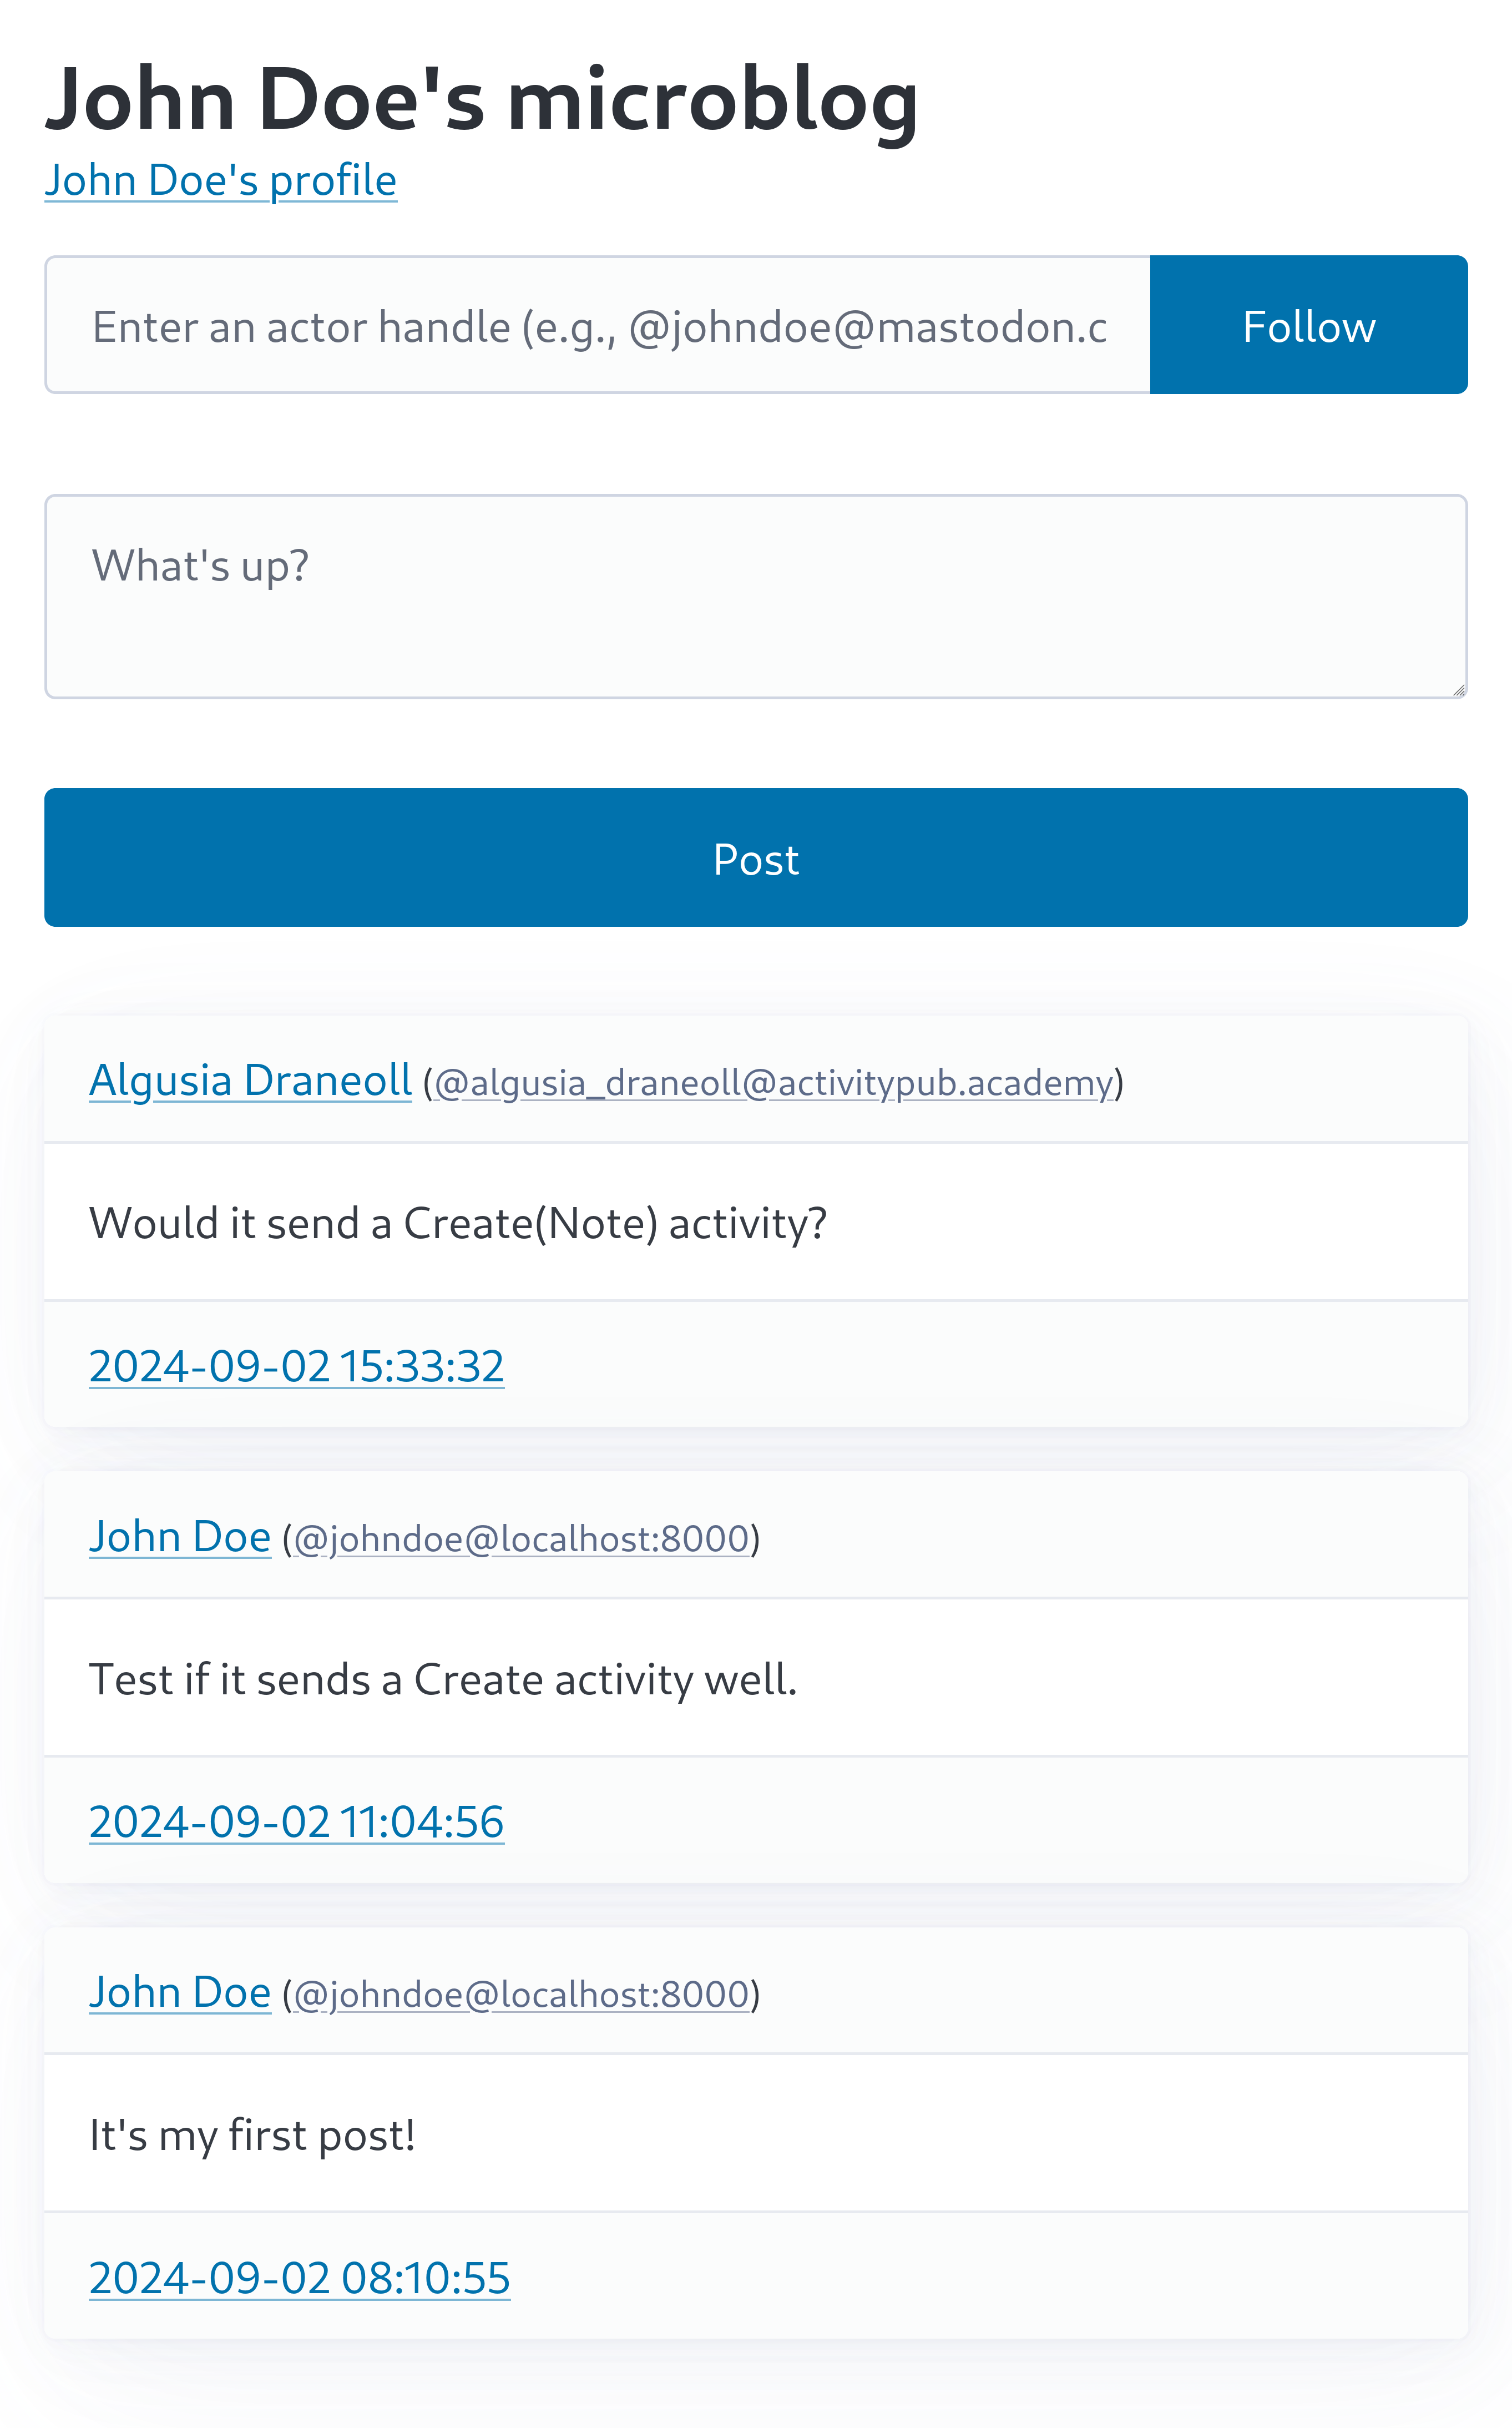 John Doe's microblog
John Doe's profile
Enter an actor handle (e.g., @johndoe@mastodon.c
Follow
What's up?
Post
Algusia Draneoll (@algusia_draneoll@activitypub.academy)
Would it send a Create(Note) activity?
2024-09-02 15:33:32
John Doe (@johndoe@localhost:8000)
Test if it sends a Create activity well.
2024-09-02 11:04:56
John Doe (@johndoe@localhost:8000)
It's my first post!
2024-09-02 08:10:55